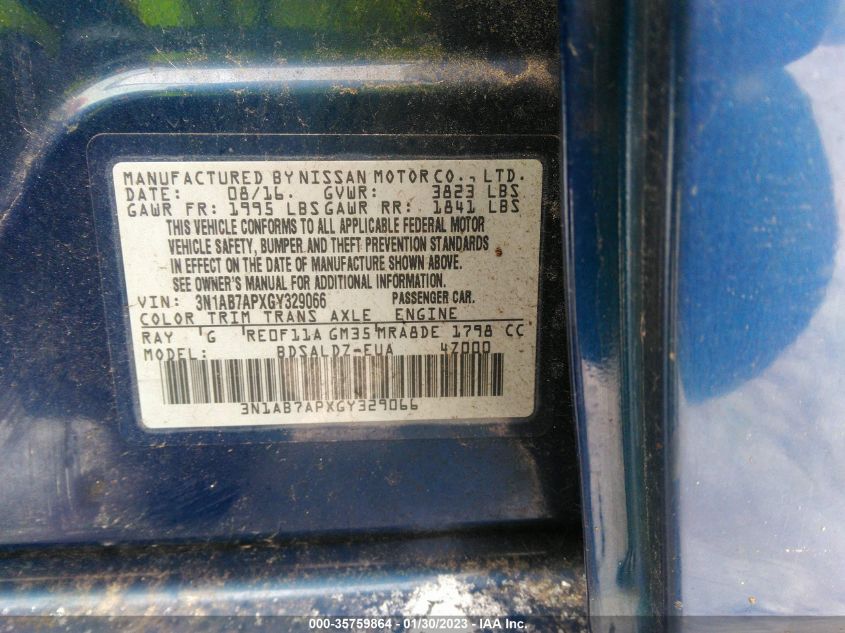 MANUFACTURED BY NISSAN MOTOR CO., LTD.
DATE: 08/16. GVWR: 3823 LBS
GAWR FR: 1995 LBS GAWR RR: 1841 LBS
THIS VEHICLE CONFORMS TO ALL APPLICABLE FEDERAL MOTOR
VEHICLE SAFETY, BUMPER AND THEFT PREVENTION STANDARDS
IN EFFECT ON THE DATE OF MANUFACTURE SHOWN ABOVE.
SEE OWNER'S MANUAL FOR ADDITIONAL INFORMATION.
VIN: 3N1AB7APXGY329066 PASSENGER CAR.
COLOR TRIM TRANS AXLE ENGINE
RAY G RE0F11A GM35 MRA8DE 1798 CC
MODEL: BDSALDZ-EUA 4Z000
3N1AB7APXGY329066
000-35759864 - 01/30/2023 - IAA Inc.